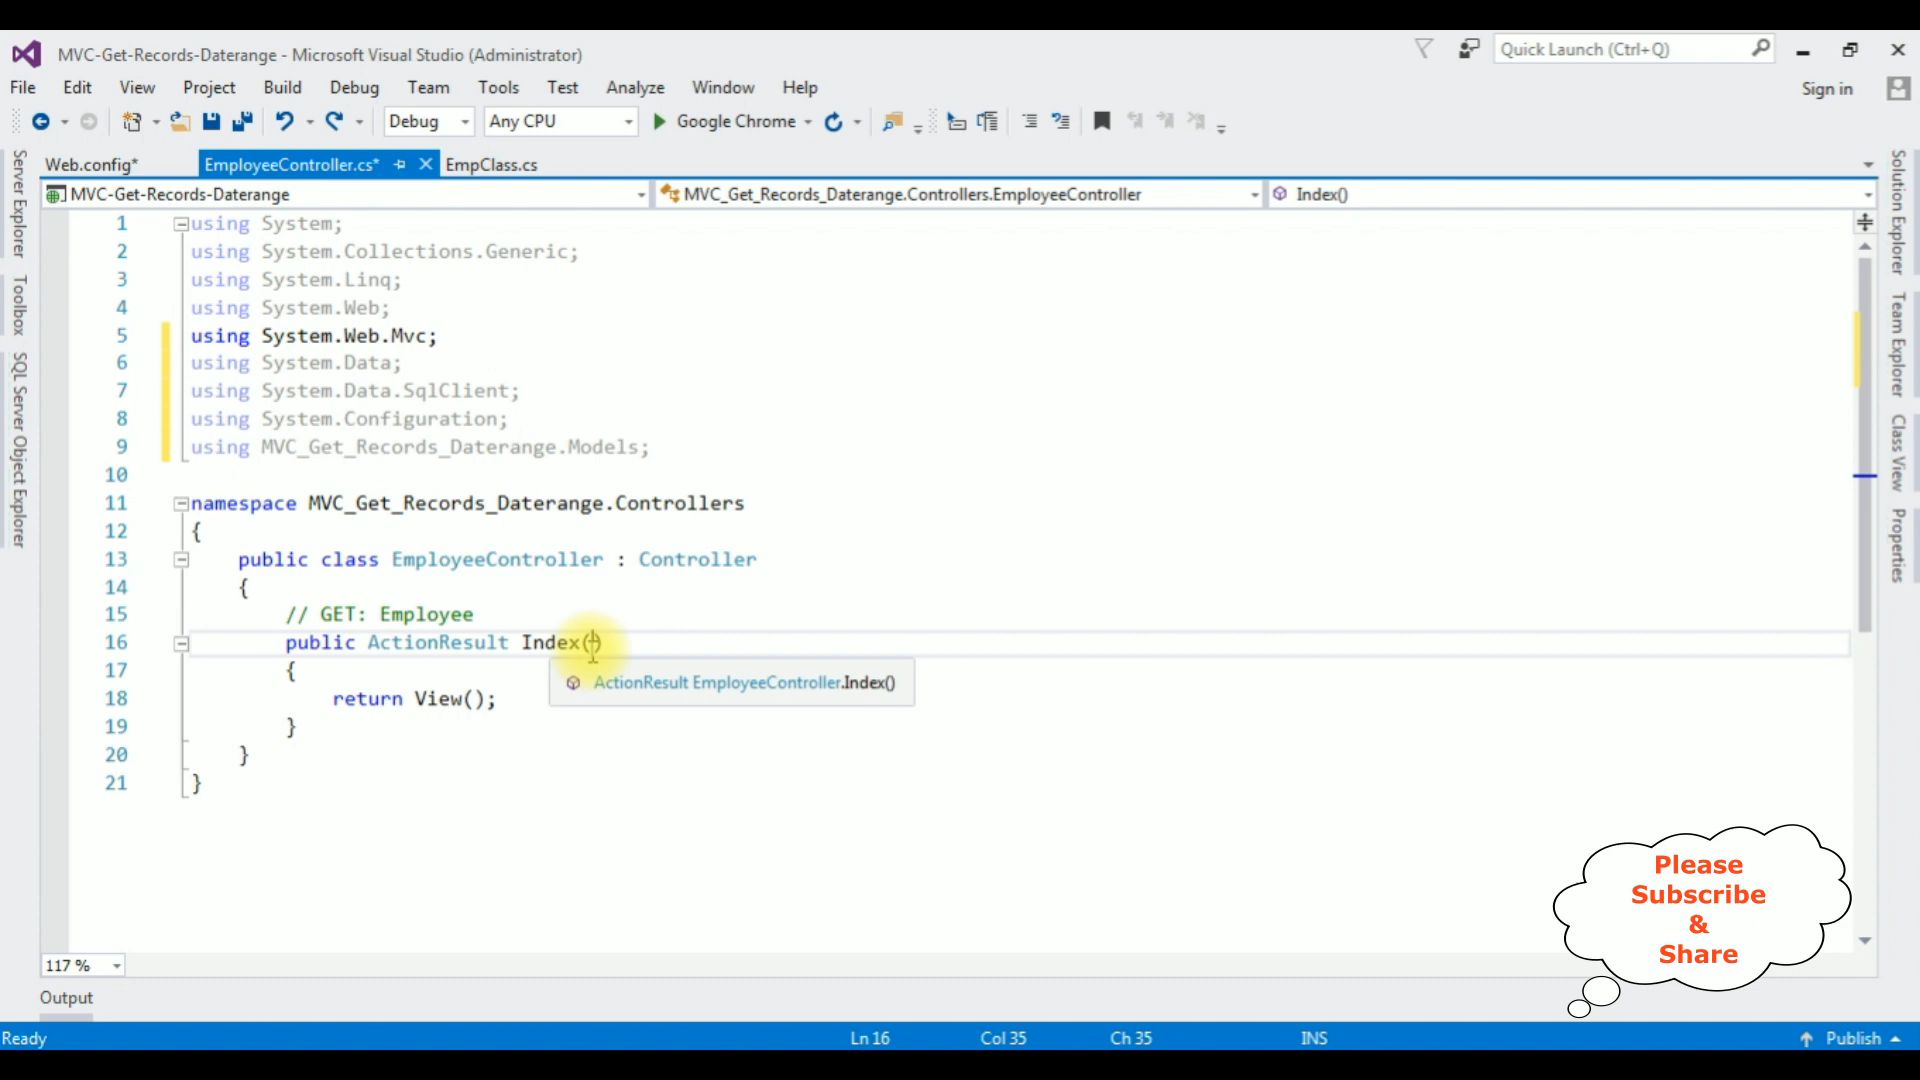 MVC-Get-Records-Daterange - Microsoft Visual Studio (Administrator)
Quick Launch (Ctrl+Q)
File Edit View Project Build Debug Team Tools Test Analyze Window Help
Sign in
Debug Any CPU Google Chrome
Web.config* EmployeeController.cs* EmpClass.cs
MVC-Get-Records-Daterange MVC_Get_Records_Daterange.Controllers.EmployeeController Index()
Server Explorer
Toolbox
SQL Server Object Explorer
1 using System;
2 using System.Collections.Generic;
3 using System.Linq;
4 using System.Web;
5 using System.Web.Mvc;
6 using System.Data;
7 using System.Data.SqlClient;
8 using System.Configuration;
9 using MVC_Get_Records_Daterange.Models;
10
11 namespace MVC_Get_Records_Daterange.Controllers
12 {
13 public class EmployeeController : Controller
14 {
15 // GET: Employee
16 public ActionResult Index()
17 {
ActionResult EmployeeController.Index()
18 return View();
19 }
20 }
21 }
Solution Explorer
Team Explorer
Class View
Properties
Please
Subscribe
&
Share
117 %
Output
Ready Ln 16 Col 35 Ch 35 INS Publish